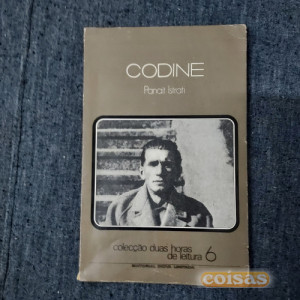 CODINE
Panait Istrati
colecção duas horas
de leitura 6
coisas